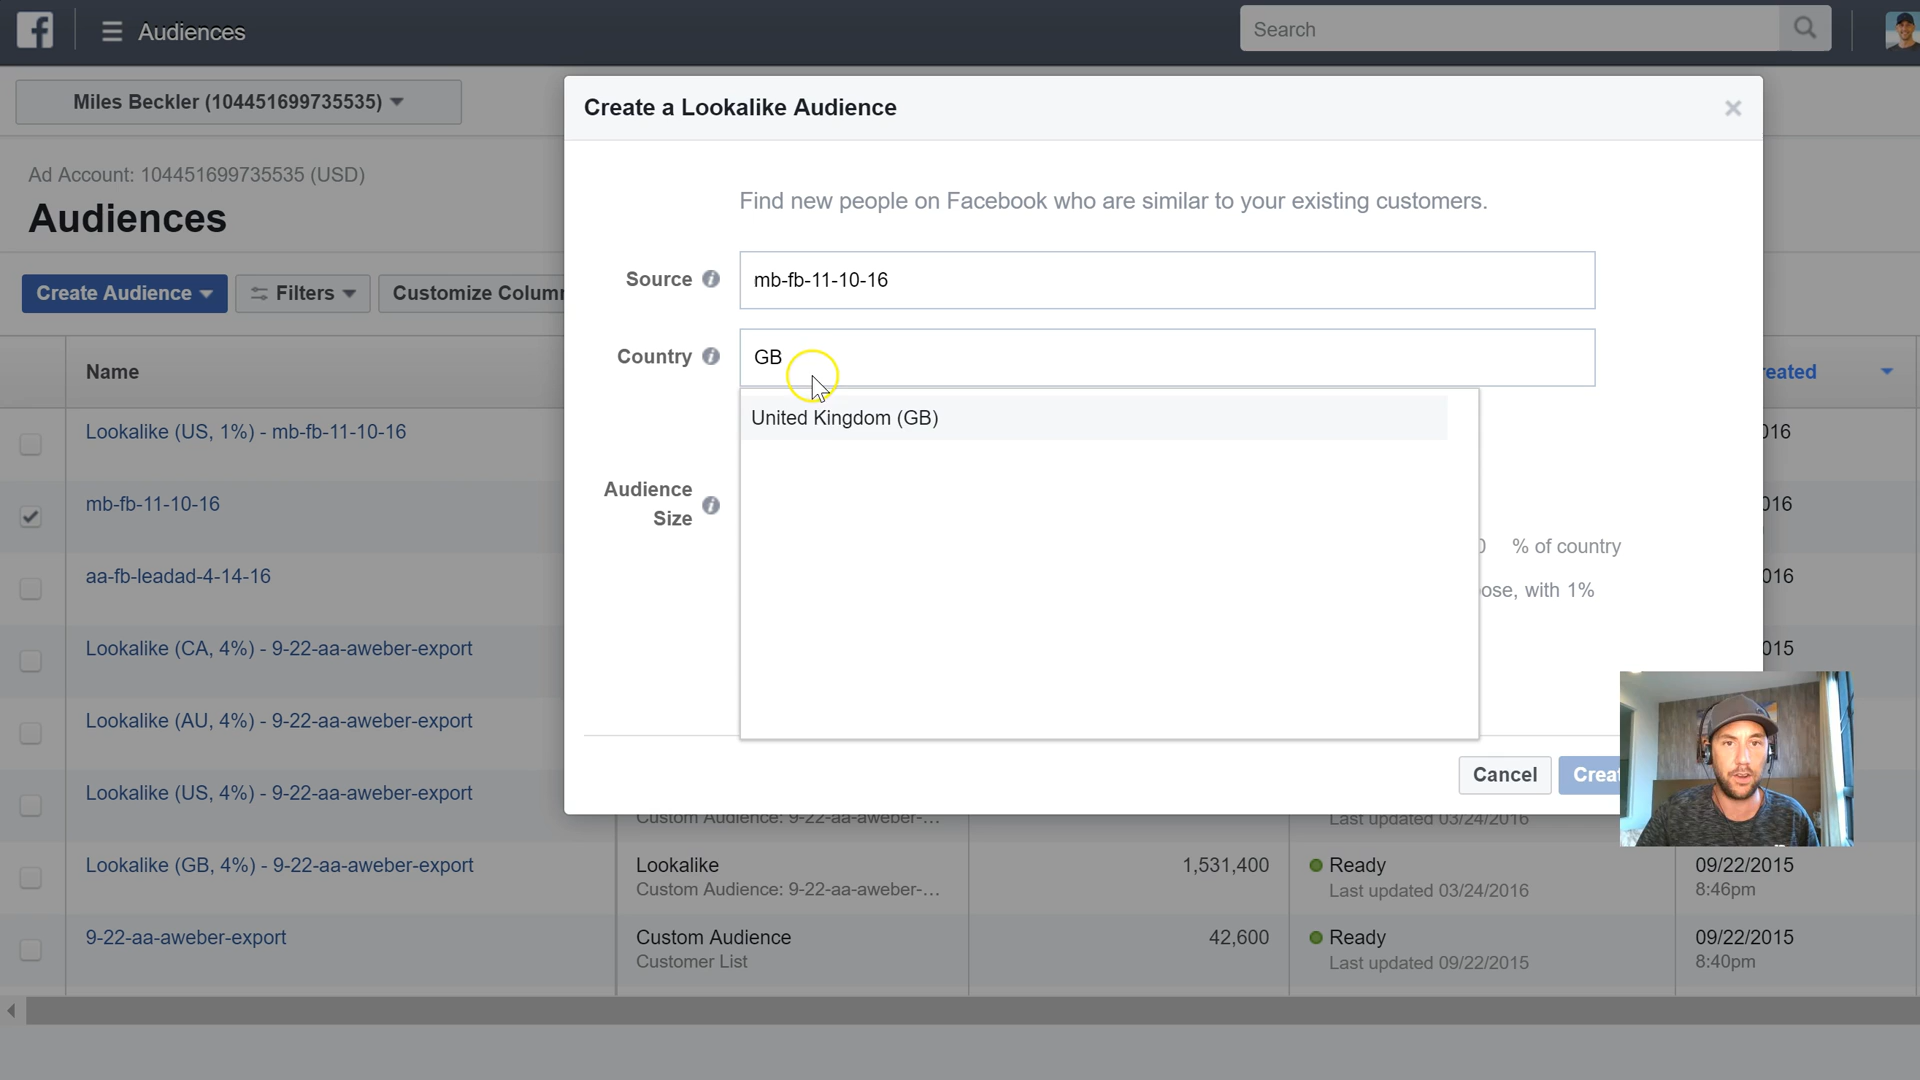 Audiences
Search
Miles Beckler (104451699735535)
Create a Lookalike Audience
Ad Account: 104451699735535 (USD)
Audiences
Find new people on Facebook who are similar to your existing customers.
Create Audience
Filters
Customize Colum
Source
mb-fb-11-10-16
Country
GB
United Kingdom (GB)
Audience
Size
% of country
ose, with 1%
Cancel
Creat
Name
reated
Lookalike (US, 1%) - mb-fb-11-10-16
016
mb-fb-11-10-16
016
aa-fb-leadad-4-14-16
016
Lookalike (CA, 4%) - 9-22-aa-aweber-export
015
Lookalike (AU, 4%) - 9-22-aa-aweber-export
Lookalike (US, 4%) - 9-22-aa-aweber-export
Custom Audience: 9-22-aa-aweber-...
Last updated 03/24/2016
Lookalike (GB, 4%) - 9-22-aa-aweber-export
Lookalike
1,531,400
Ready
09/22/2015
Custom Audience: 9-22-aa-aweber-...
Last updated 03/24/2016
8:46pm
9-22-aa-aweber-export
Custom Audience
42,600
Ready
09/22/2015
Customer List
Last updated 09/22/2015
8:40pm